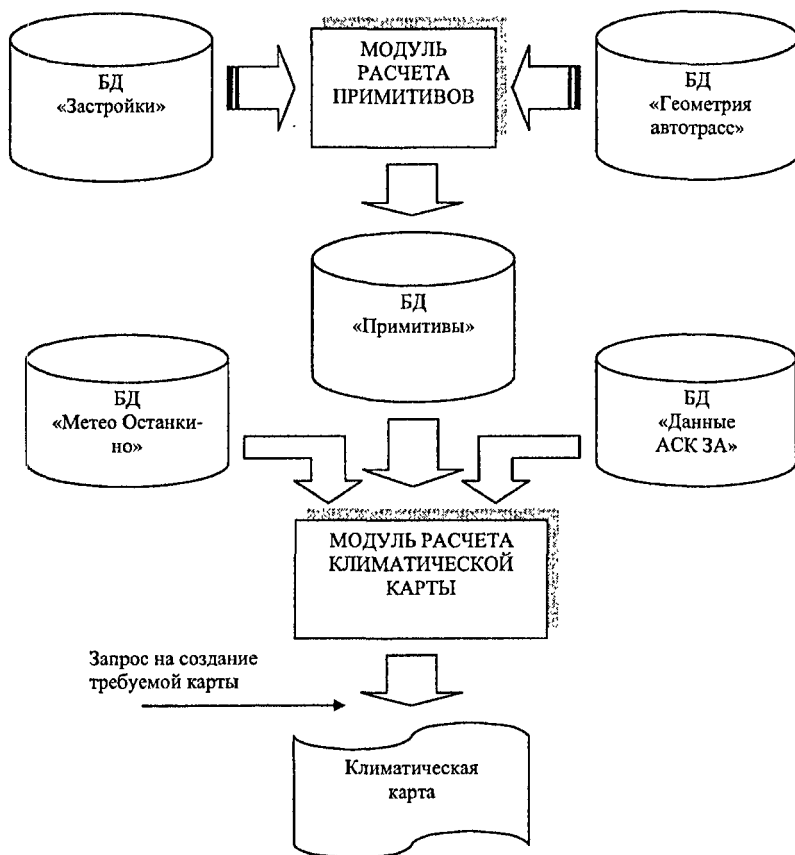 БД
«Застройки»
МОДУЛЬ
РАСЧЕТА
ПРИМИТИВОВ
БД
«Геометрия
автотрасс»
БД
«Примитивы»
БД
«Метео Останки-
но»
БД
«Данные
АСК ЗА»
МОДУЛЬ РАСЧЕТА
КЛИМАТИЧЕСКОЙ
КАРТЫ
Запрос на создание
требуемой карты
Климатическая
карта